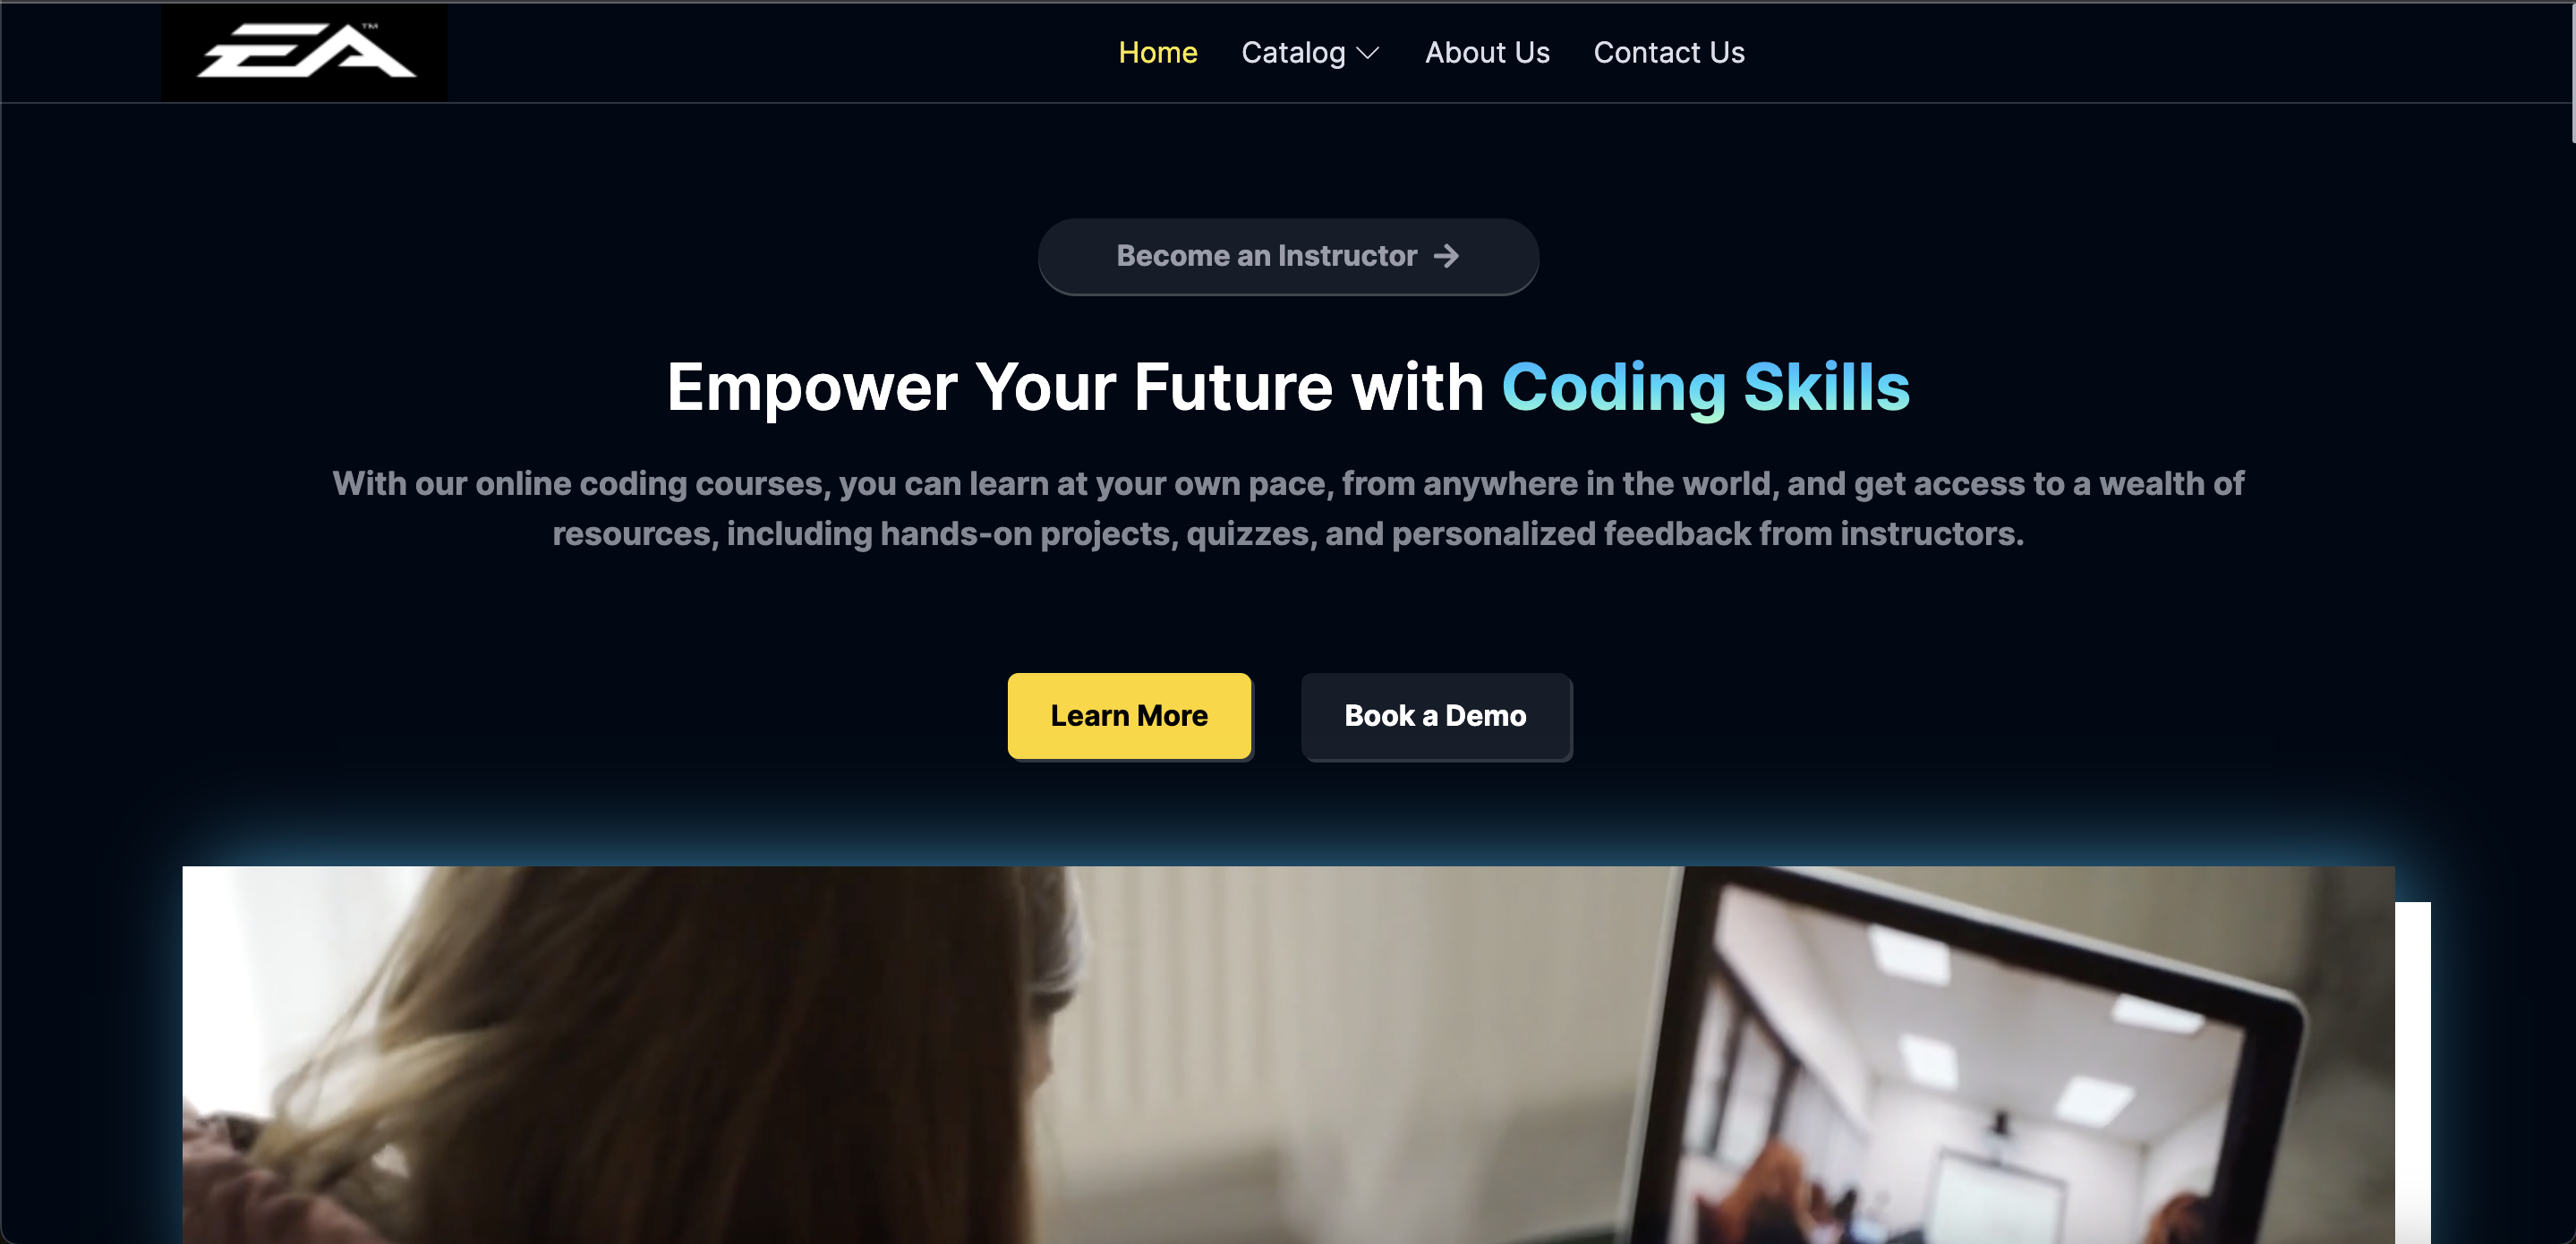 EA™
Home Catalog About Us Contact Us
Become an Instructor
Empower Your Future with Coding Skills
With our online coding courses, you can learn at your own pace, from anywhere in the world, and get access to a wealth of
resources, including hands-on projects, quizzes, and personalized feedback from instructors.
Learn More Book a Demo